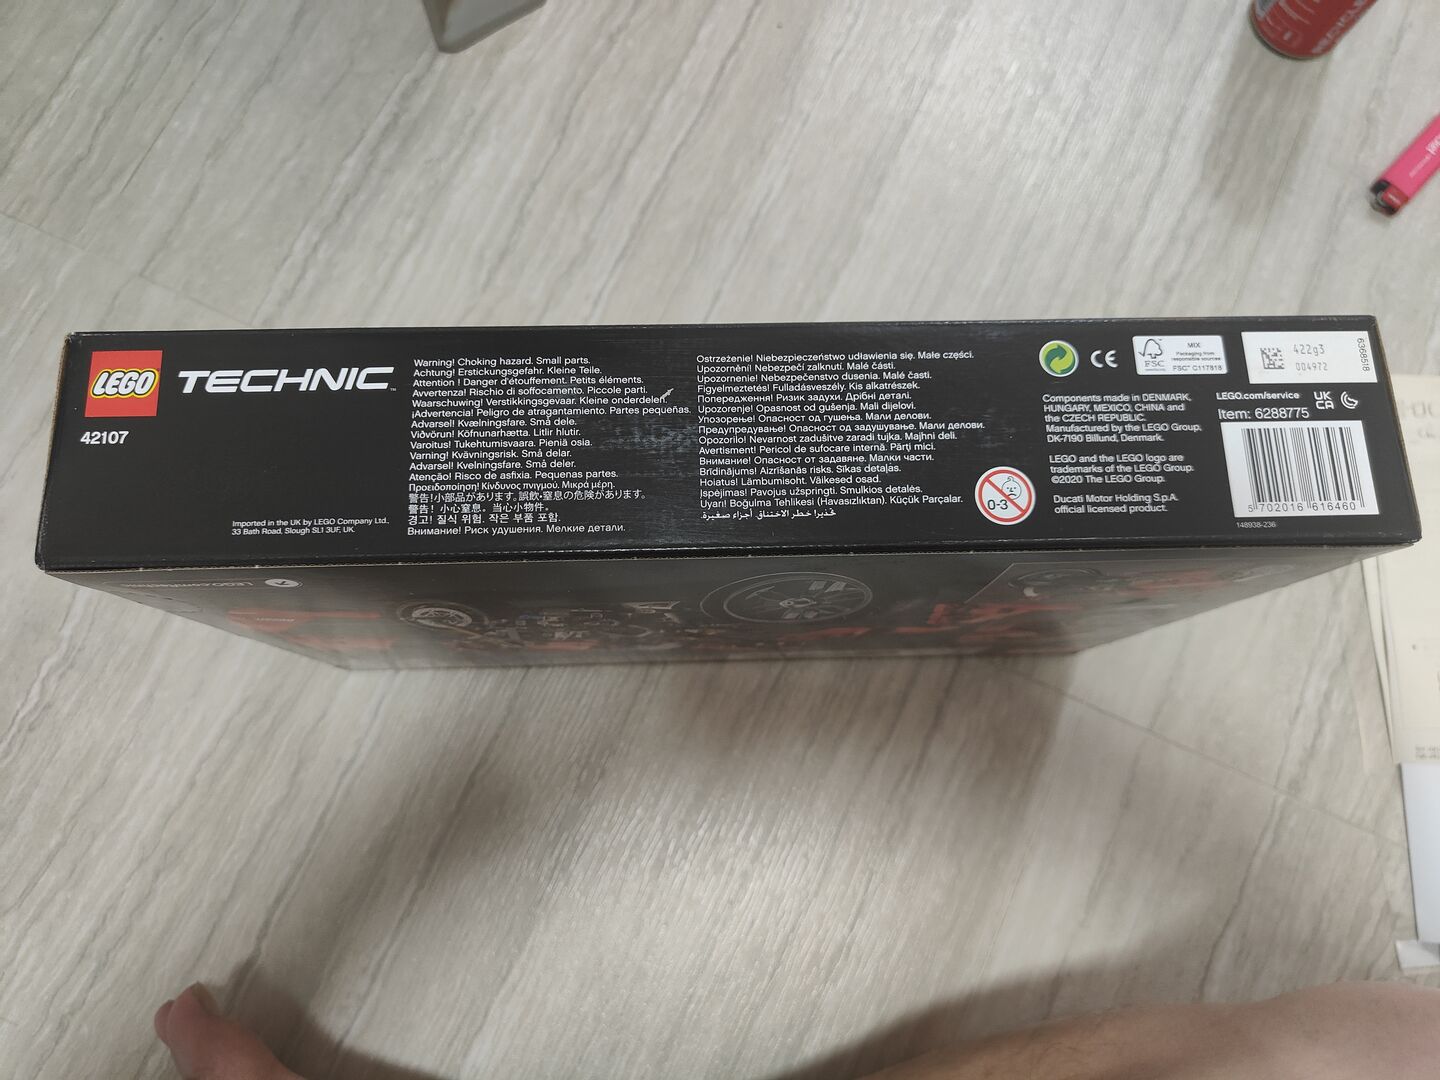 LEGO
TECHNIC™
42107
Imported in the UK by LEGO Company Ltd.,
33 Bath Road, Slough SL1 3UF, UK.
Warning! Choking hazard. Small parts.
Achtung! Erstickungsgefahr. Kleine Teile.
Attention ! Danger d'étouffement. Petits éléments.
Avvertenza! Rischio di soffocamento. Piccole parti.
Waarschuwing! Verstikkingsgevaar. Kleine onderdelen.
¡Advertencia! Peligro de atragantamiento. Partes pequeñas.
Advarsel! Kvælningsfare. Små dele.
Viðvörun! Köfnunarhætta. Litlir hlutir.
Varoitus! Tukehtumisvaara. Pieniä osia.
Varning! Kvävningsrisk. Små delar.
Advarsel! Kvelningsfare. Små deler.
Atenção! Risco de asfixia. Pequenas partes.
Προειδοποίηση! Κίνδυνος πνιγμού. Μικρά μέρη.
警告!小部品があります。誤飲・窒息の危険があります。
警告! 小心窒息。当心小物件。
경고! 질식 위험. 작은 부품 포함.
Внимание! Риск удушения. Мелкие детали.
Ostrzeżenie! Niebezpieczeństwo udławienia się. Małe części.
Upozornění! Nebezpečí zalknutí. Malé části.
Upozornenie! Nebezpečenstvo dusenia. Malé časti.
Figyelmeztetés! Fulladásveszély. Kis alkatrészek.
Попередження! Ризик задухи. Дрібні деталі.
Upozorenje! Opasnost od gušenja. Mali dijelovi.
Упозорење! Опасност од гушења. Мали делови.
Предупредување! Опасност од задушување. Мали делови.
Opozorilo! Nevarnost zadušitve zaradi tujka. Majhni deli.
Avertisment! Pericol de sufocare internă. Părți mici.
Внимание! Опасност от задавяне. Малки части.
Brīdinājums! Aizrīšanās risks. Sīkas detaļas.
Hoiatus! Lämbumisoht. Väikesed osad.
Įspėjimas! Pavojus užspringti. Smulkios detalės.
Uyarı! Boğulma Tehlikesi (Havasızlıktan). Küçük Parçalar.
تحذير! خطر الاختناق. أجزاء صغيرة.
0-3
CE
FSC
MIX
Packaging from
responsible sources
FSC® C117818
Components made in DENMARK,
HUNGARY, MEXICO, CHINA and
the CZECH REPUBLIC.
Manufactured by the LEGO Group,
DK-7190 Billund, Denmark.
LEGO and the LEGO logo are
trademarks of the LEGO Group.
©2020 The LEGO Group.
Ducati Motor Holding S.p.A.
official licensed product.
422g3
004972
6368518
LEGO.com/service
UK
CA
Item: 6288775
5 702016 616460
148938-236
LEGO.com/technic